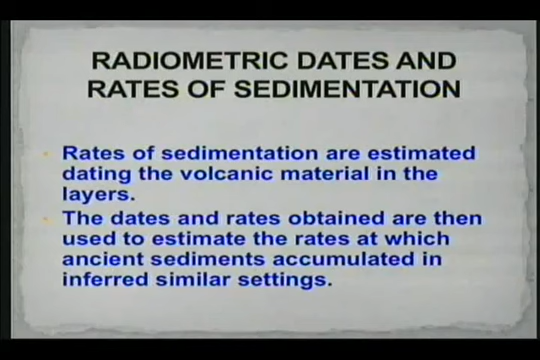 RADIOMETRIC DATES AND
RATES OF SEDIMENTATION
• Rates of sedimentation are estimated
dating the volcanic material in the
layers.
• The dates and rates obtained are then
used to estimate the rates at which
ancient sediments accumulated in
inferred similar settings.